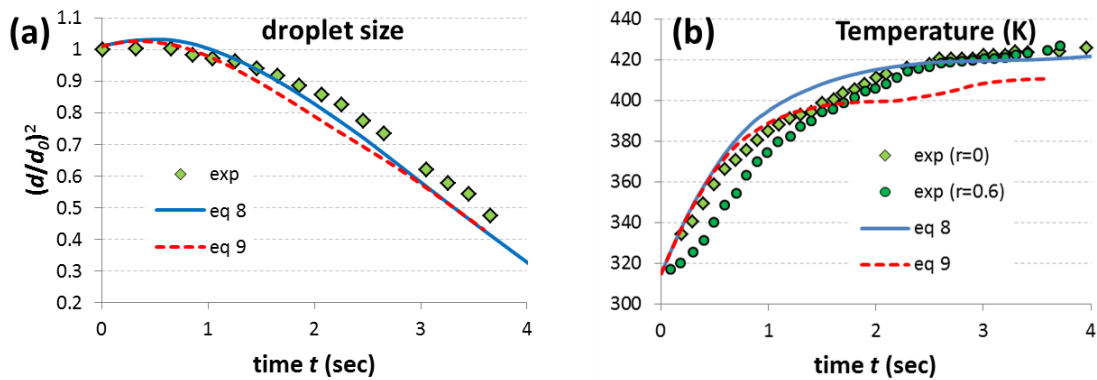 (a)
droplet size
1.1
1
0.9
0.8
0.7
0.6
0.5
0.4
0.3
0.2
(d/d0)2
exp
eq 8
eq 9
0 1 2 3 4
time t (sec)
(b)
Temperature (K)
420
400
380
360
340
320
300
exp (r=0)
exp (r=0.6)
eq 8
eq 9
0 1 2 3 4
time t (sec)